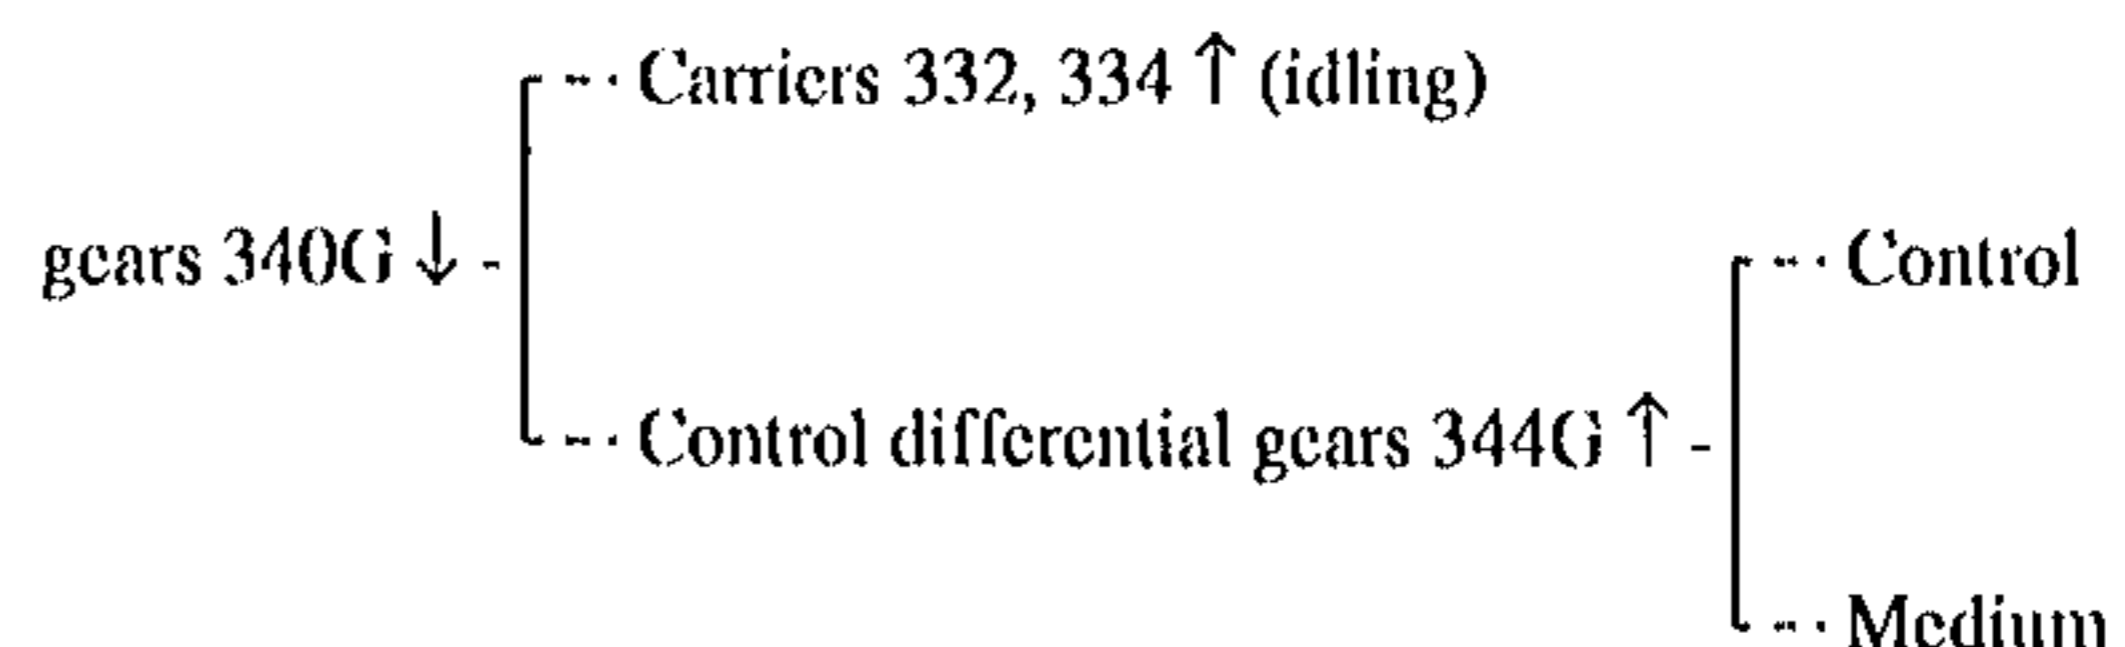 Carriers 332, 334 ↑ (idling)
gears 340G ↓ -
Control
Control differential gears 344G ↑ -
Medium